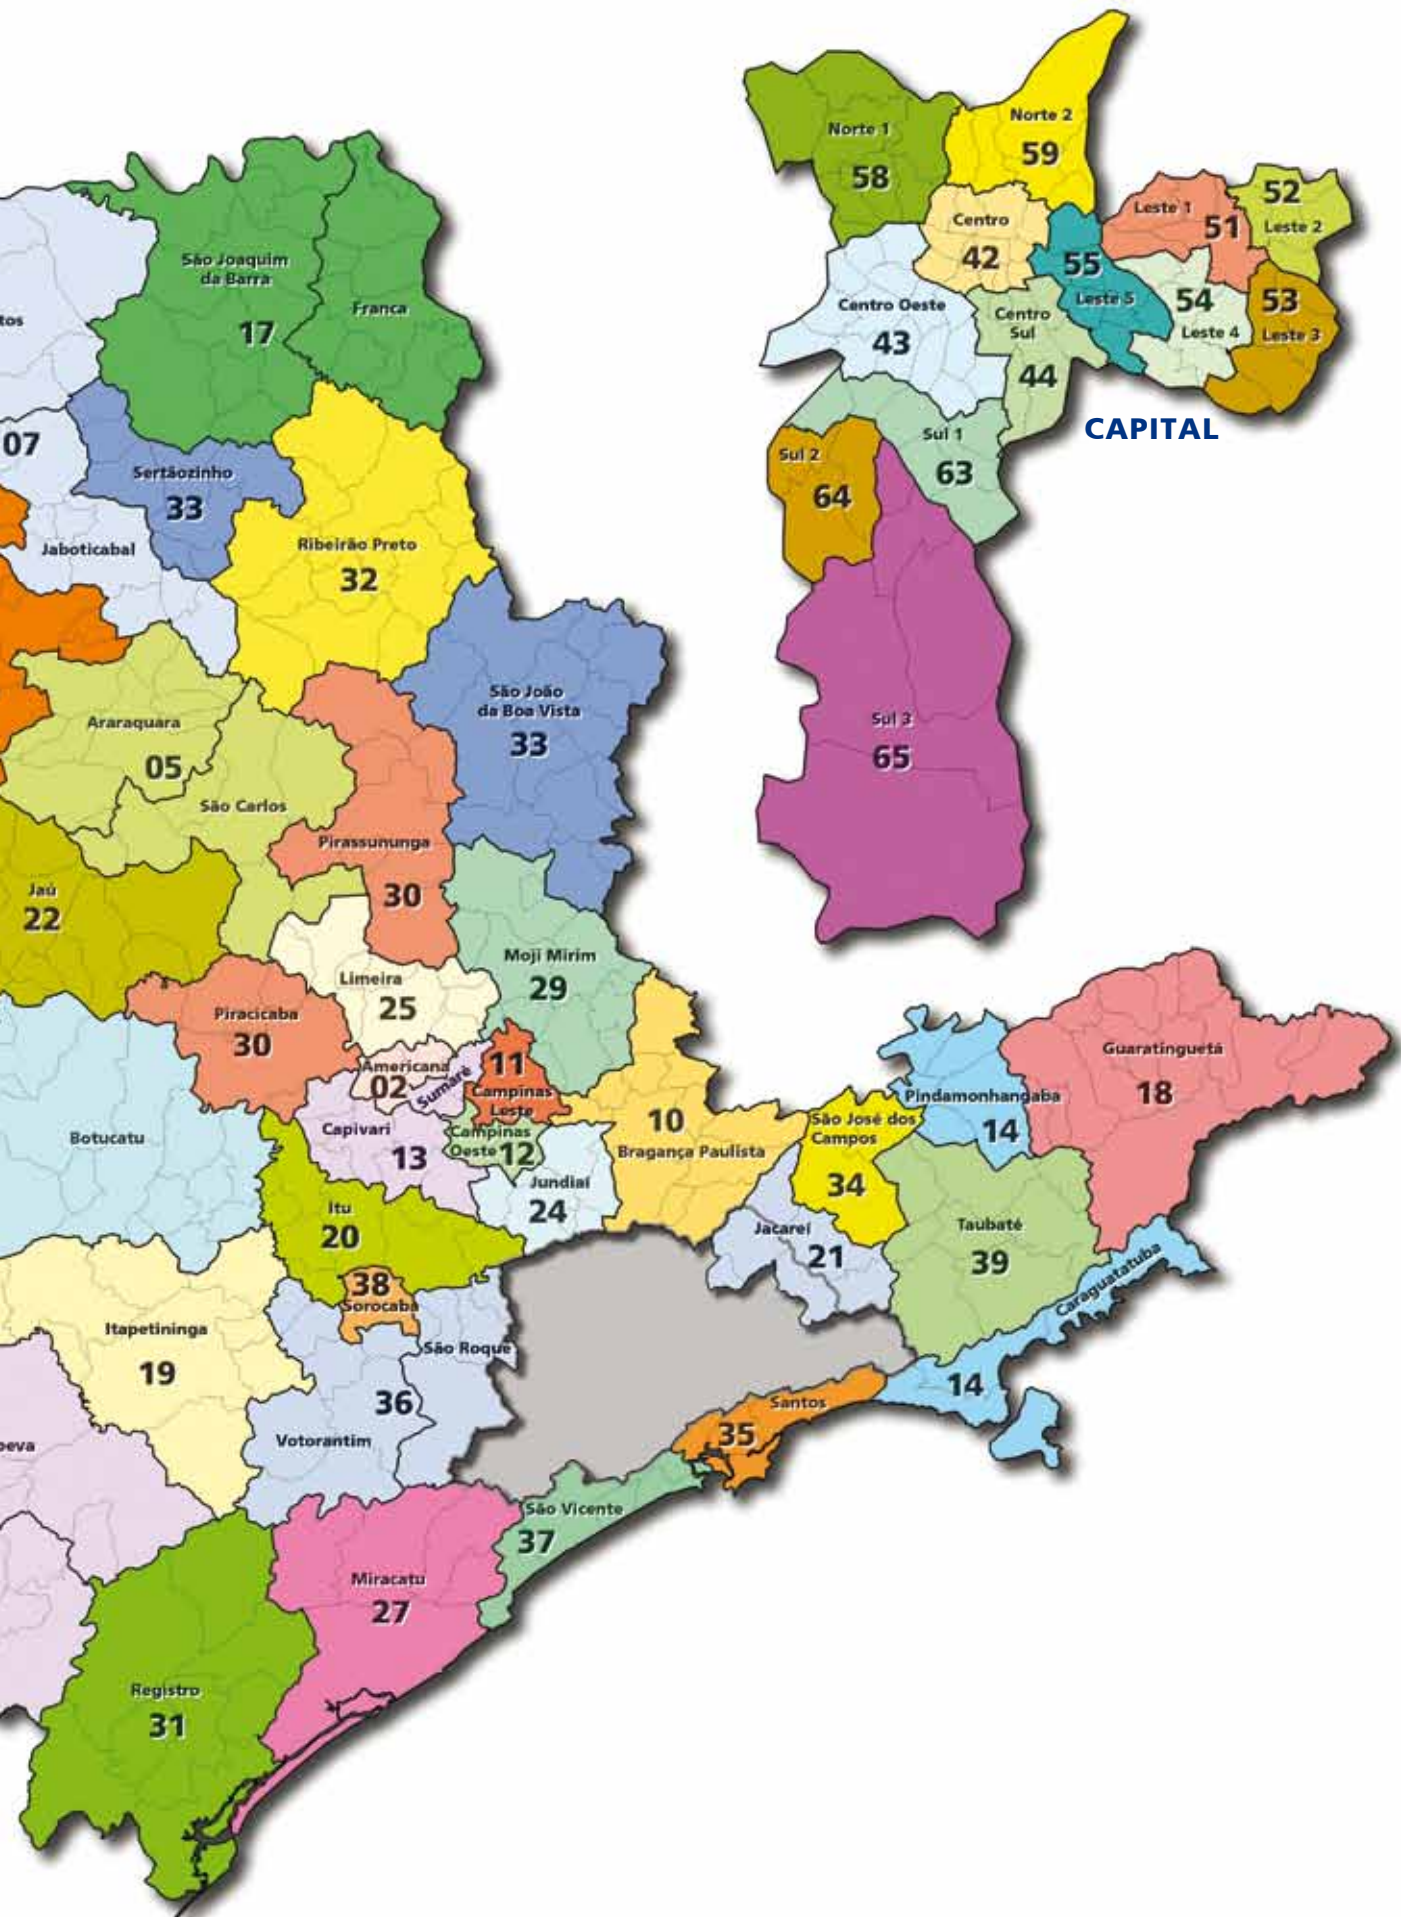 Norte 1
58
Norte 2
59
Centro
42
Leste 1
51
52
Leste 2
55
Leste 5
54
Leste 4
53
Leste 3
Centro Oeste
43
Centro
Sul
44
CAPITAL
Sul 1
63
Sul 2
64
Sul 3
65
São Joaquim
da Barra
17
Franca
tos
07
Sertãozinho
33
Jaboticabal
Ribeirão Preto
32
São João
da Boa Vista
33
Araraquara
05
São Carlos
Pirassununga
30
Jaú
22
Moji Mirim
29
Limeira
25
Piracicaba
30
Americana
02
Sumaré
11
Campinas
Leste
Campinas
Oeste 12
Capivari
13
Botucatu
10
Bragança Paulista
Jundiaí
24
Itu
20
38
Sorocaba
São Roque
36
Votorantim
Itapetininga
19
peva
Guaratinguetá
18
Pindamonhangaba
14
São José dos
Campos
34
Jacareí
21
Taubaté
39
Caraguatatuba
14
Santos
35
São Vicente
37
Miracatu
27
Registro
31